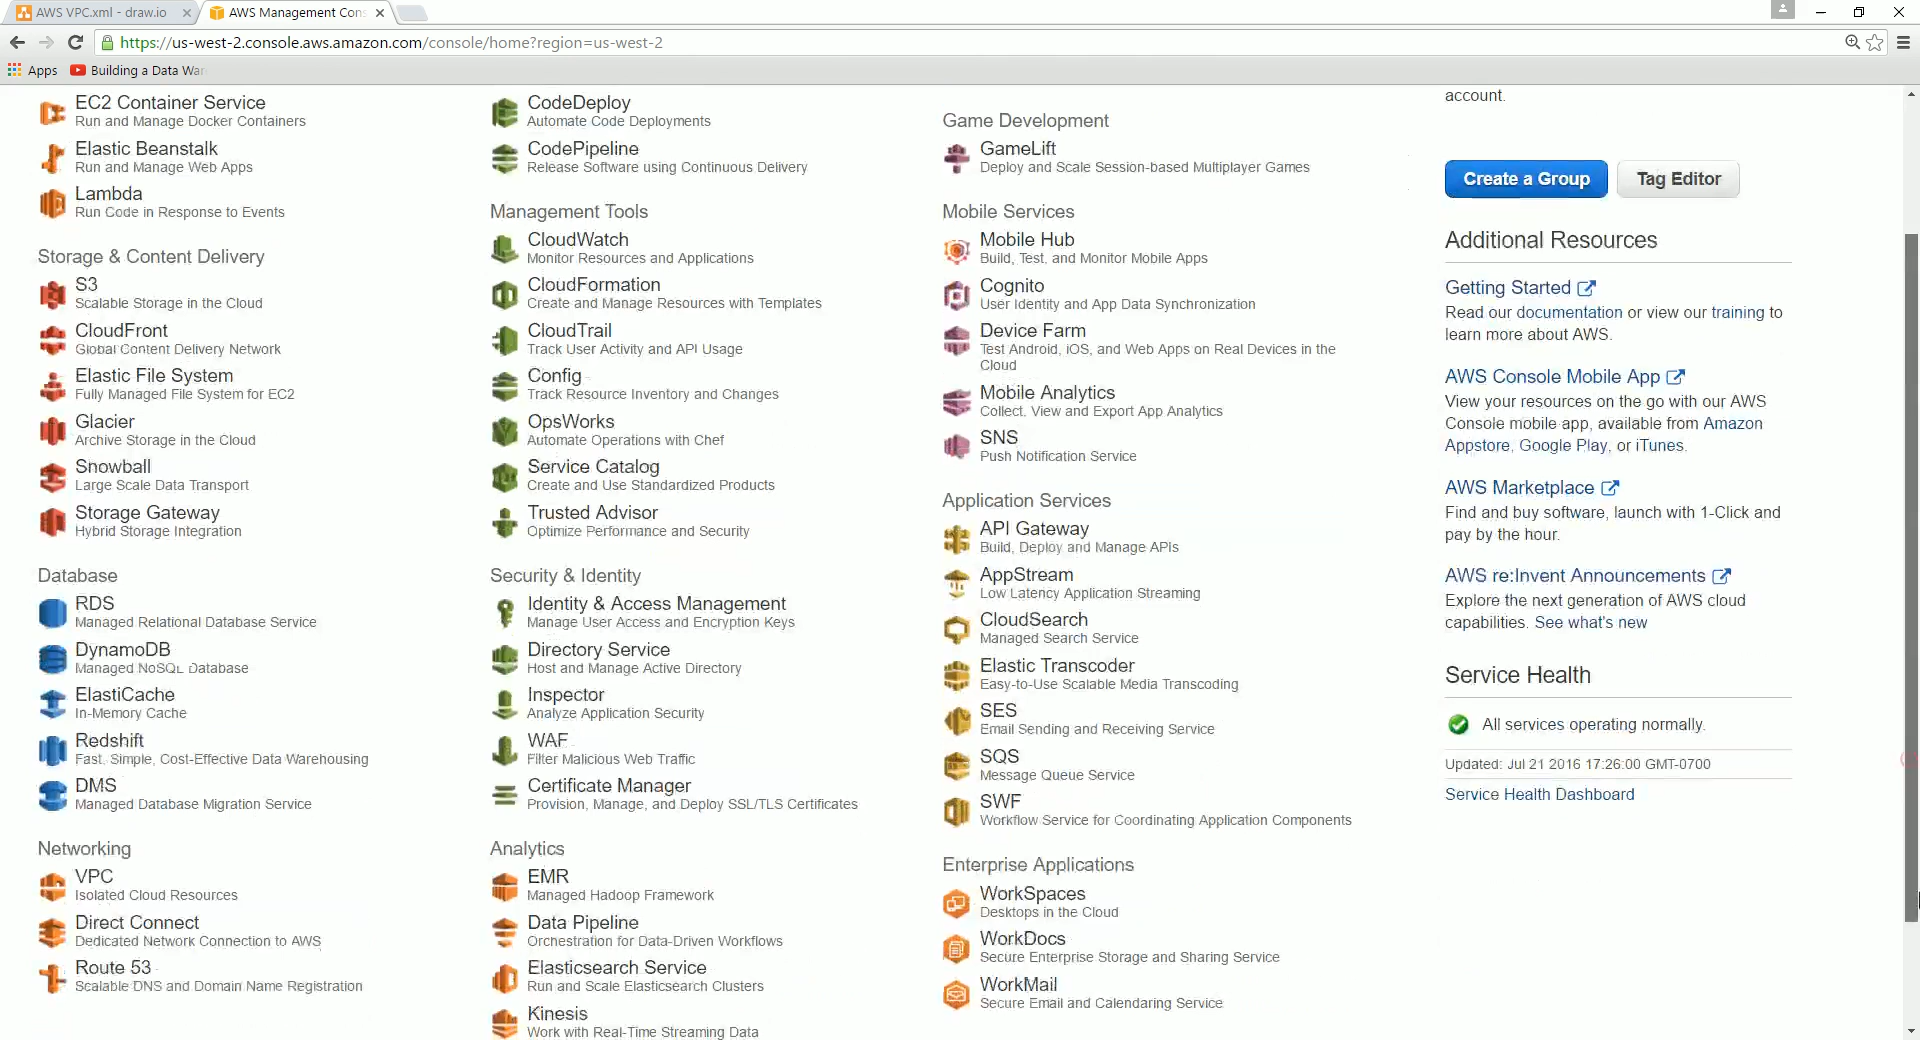 AWS VPC.xml - draw.io
AWS Management Con
https://us-west-2.console.aws.amazon.com/console/home?region=us-west-2
Apps
Building a Data War
EC2 Container Service
Run and Manage Docker Containers
Elastic Beanstalk
Run and Manage Web Apps
Lambda
Run Code in Response to Events
Storage & Content Delivery
S3
Scalable Storage in the Cloud
CloudFront
Global Content Delivery Network
Elastic File System
Fully Managed File System for EC2
Glacier
Archive Storage in the Cloud
Snowball
Large Scale Data Transport
Storage Gateway
Hybrid Storage Integration
Database
RDS
Managed Relational Database Service
DynamoDB
Managed NoSQL Database
ElastiCache
In-Memory Cache
Redshift
Fast, Simple, Cost-Effective Data Warehousing
DMS
Managed Database Migration Service
Networking
VPC
Isolated Cloud Resources
Direct Connect
Dedicated Network Connection to AWS
Route 53
Scalable DNS and Domain Name Registration
CodeDeploy
Automate Code Deployments
CodePipeline
Release Software using Continuous Delivery
Management Tools
CloudWatch
Monitor Resources and Applications
CloudFormation
Create and Manage Resources with Templates
CloudTrail
Track User Activity and API Usage
Config
Track Resource Inventory and Changes
OpsWorks
Automate Operations with Chef
Service Catalog
Create and Use Standardized Products
Trusted Advisor
Optimize Performance and Security
Security & Identity
Identity & Access Management
Manage User Access and Encryption Keys
Directory Service
Host and Manage Active Directory
Inspector
Analyze Application Security
WAF
Filter Malicious Web Traffic
Certificate Manager
Provision, Manage, and Deploy SSL/TLS Certificates
Analytics
EMR
Managed Hadoop Framework
Data Pipeline
Orchestration for Data-Driven Workflows
Elasticsearch Service
Run and Scale Elasticsearch Clusters
Kinesis
Work with Real-Time Streaming Data
Game Development
GameLift
Deploy and Scale Session-based Multiplayer Games
Mobile Services
Mobile Hub
Build, Test, and Monitor Mobile Apps
Cognito
User Identity and App Data Synchronization
Device Farm
Test Android, iOS, and Web Apps on Real Devices in the
Cloud
Mobile Analytics
Collect, View and Export App Analytics
SNS
Push Notification Service
Application Services
API Gateway
Build, Deploy and Manage APIs
AppStream
Low Latency Application Streaming
CloudSearch
Managed Search Service
Elastic Transcoder
Easy-to-Use Scalable Media Transcoding
SES
Email Sending and Receiving Service
SQS
Message Queue Service
SWF
Workflow Service for Coordinating Application Components
Enterprise Applications
WorkSpaces
Desktops in the Cloud
WorkDocs
Secure Enterprise Storage and Sharing Service
WorkMail
Secure Email and Calendaring Service
account.
Create a Group
Tag Editor
Additional Resources
Getting Started
Read our documentation or view our training to
learn more about AWS.
AWS Console Mobile App
View your resources on the go with our AWS
Console mobile app, available from Amazon
Appstore, Google Play, or iTunes.
AWS Marketplace
Find and buy software, launch with 1-Click and
pay by the hour.
AWS re:Invent Announcements
Explore the next generation of AWS cloud
capabilities. See what's new
Service Health
All services operating normally.
Updated: Jul 21 2016 17:26:00 GMT-0700
Service Health Dashboard